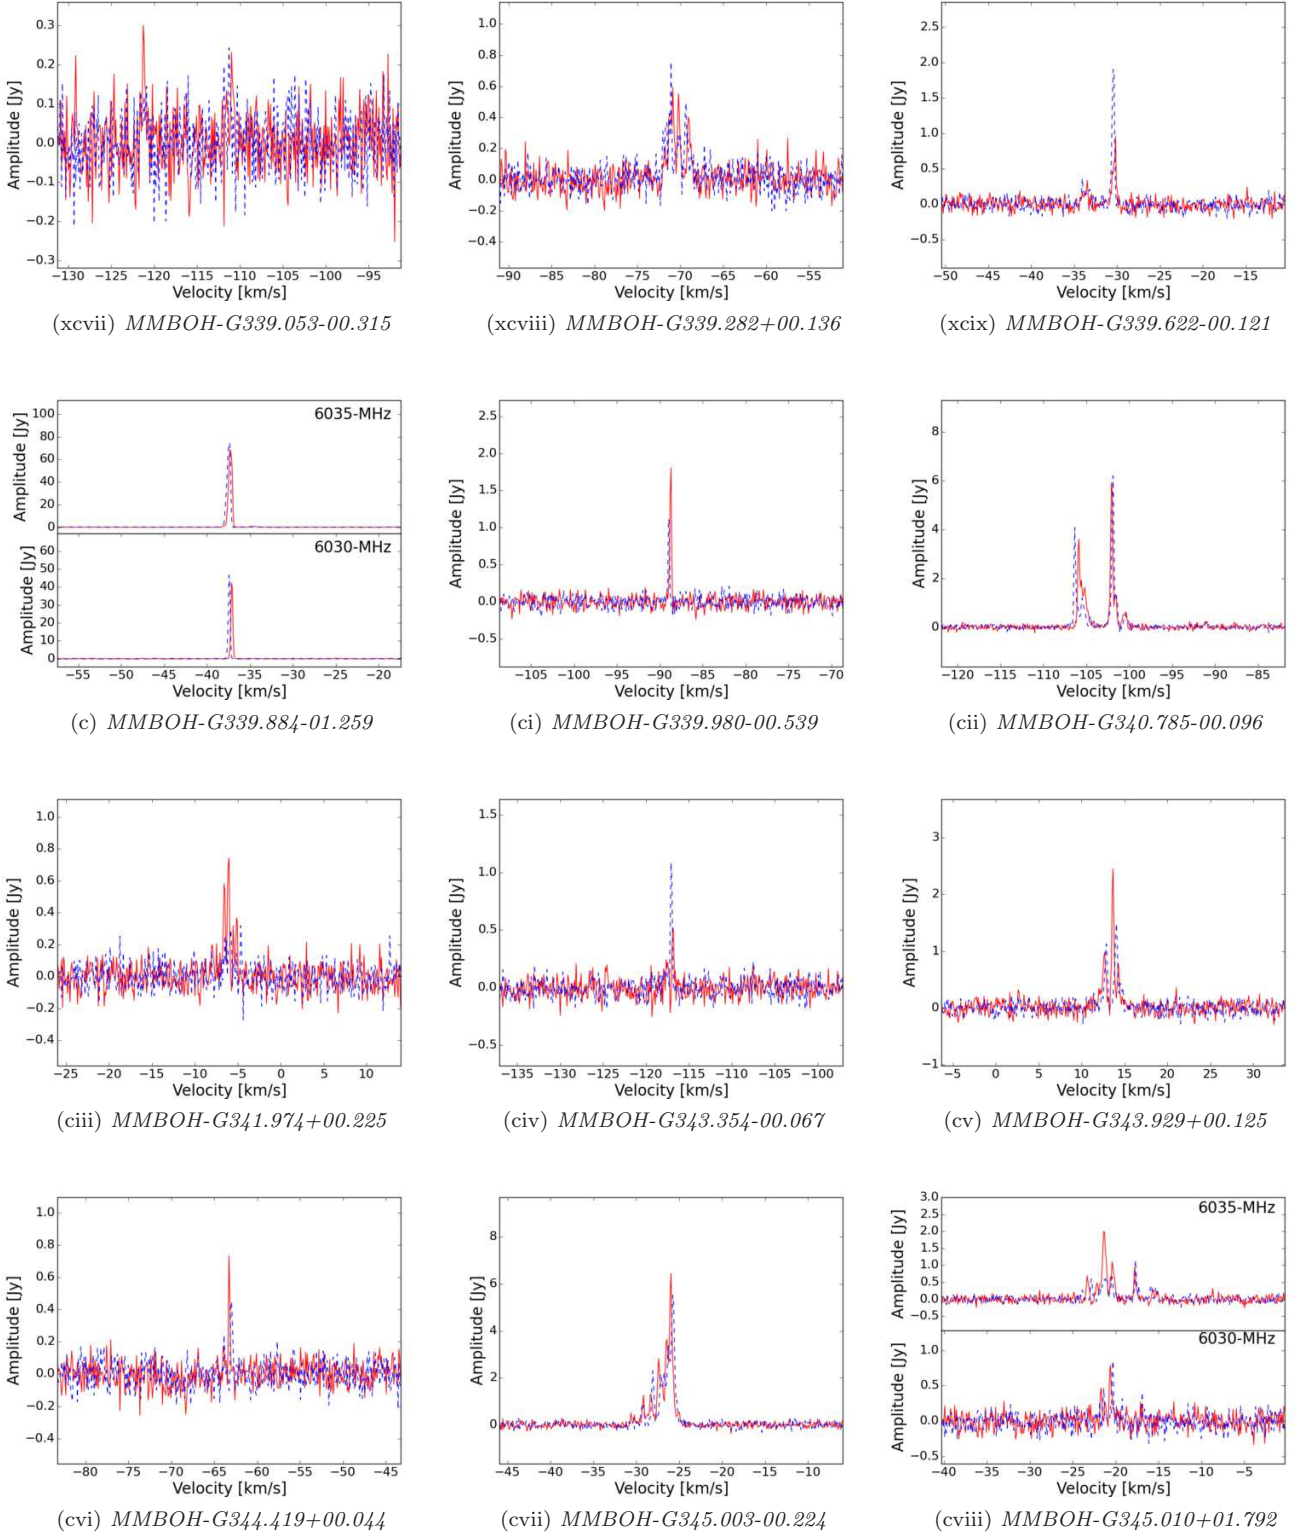 0.3
0.2
0.1
0.0
−0.1
−0.2
−0.3
Amplitude [Jy]
−130 −125 −120 −115 −110 −105 −100 −95
Velocity [km/s]
(xcvii) MMBOH-G339.053-00.315
1.0
0.8
0.6
0.4
0.2
0.0
−0.2
−0.4
Amplitude [Jy]
−90 −85 −80 −75 −70 −65 −60 −55
Velocity [km/s]
(xcviii) MMBOH-G339.282+00.136
2.5
2.0
1.5
1.0
0.5
0.0
−0.5
Amplitude [Jy]
−50 −45 −40 −35 −30 −25 −20 −15
Velocity [km/s]
(xcix) MMBOH-G339.622-00.121
6035-MHz
100
80
60
40
20
0
Amplitude [Jy]
6030-MHz
60
50
40
30
20
10
0
Amplitude [Jy]
−55 −50 −45 −40 −35 −30 −25 −20
Velocity [km/s]
(c) MMBOH-G339.884-01.259
2.5
2.0
1.5
1.0
0.5
0.0
−0.5
Amplitude [Jy]
−105 −100 −95 −90 −85 −80 −75 −70
Velocity [km/s]
(ci) MMBOH-G339.980-00.539
8
6
4
2
0
Amplitude [Jy]
−120 −115 −110 −105 −100 −95 −90 −85
Velocity [km/s]
(cii) MMBOH-G340.785-00.096
1.0
0.8
0.6
0.4
0.2
0.0
−0.2
−0.4
Amplitude [Jy]
−25 −20 −15 −10 −5 0 5 10
Velocity [km/s]
(ciii) MMBOH-G341.974+00.225
1.5
1.0
0.5
0.0
−0.5
Amplitude [Jy]
−135 −130 −125 −120 −115 −110 −105 −100
Velocity [km/s]
(civ) MMBOH-G343.354-00.067
3
2
1
0
−1
Amplitude [Jy]
−5 0 5 10 15 20 25 30
Velocity [km/s]
(cv) MMBOH-G343.929+00.125
1.0
0.8
0.6
0.4
0.2
0.0
−0.2
−0.4
Amplitude [Jy]
−80 −75 −70 −65 −60 −55 −50 −45
Velocity [km/s]
(cvi) MMBOH-G344.419+00.044
8
6
4
2
0
Amplitude [Jy]
−45 −40 −35 −30 −25 −20 −15 −10
Velocity [km/s]
(cvii) MMBOH-G345.003-00.224
6035-MHz
3.0
2.5
2.0
1.5
1.0
0.5
0.0
−0.5
Amplitude [Jy]
6030-MHz
1.0
0.5
0.0
−0.5
Amplitude [Jy]
−40 −35 −30 −25 −20 −15 −10 −5
Velocity [km/s]
(cviii) MMBOH-G345.010+01.792